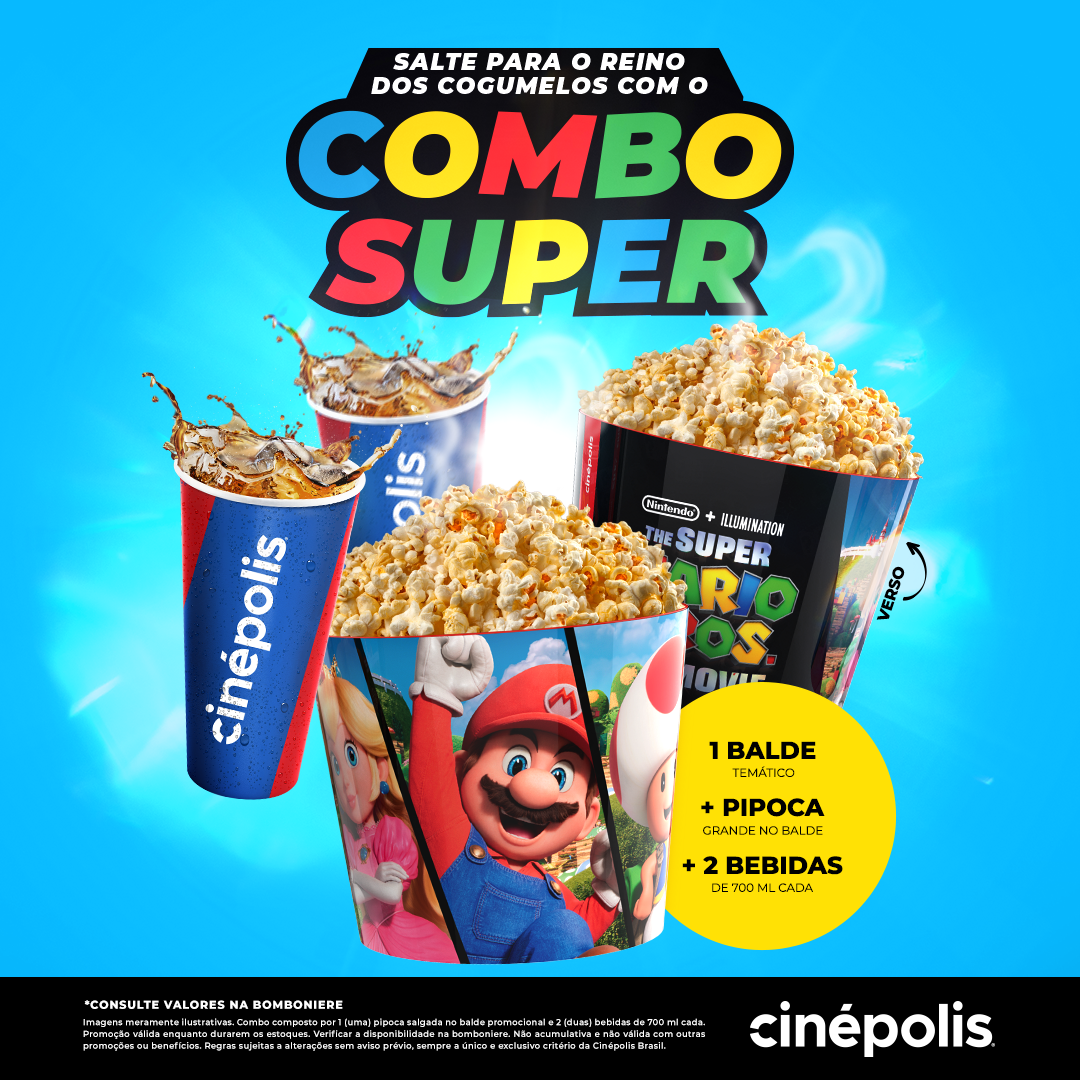 SALTE PARA O REINO
DOS COGUMELOS COM O
COMBO
SUPER
cinépolis
olis
cinépolis
Nintendo + ILLUMINATION
THE SUPER
ARIO
OS.
MOVIE
VERSO
M
1 BALDE
TEMÁTICO
+ PIPOCA
GRANDE NO BALDE
+ 2 BEBIDAS
DE 700 ML CADA
*CONSULTE VALORES NA BOMBONIERE
Imagens meramente ilustrativas. Combo composto por 1 (uma) pipoca salgada no balde promocional e 2 (duas) bebidas de 700 ml cada.
Promoção válida enquanto durarem os estoques. Verificar a disponibilidade na bomboniere. Não acumulativa e não válida com outras
promoções ou benefícios. Regras sujeitas a alterações sem aviso prévio, sempre a único e exclusivo critério da Cinépolis Brasil.
cinépolis